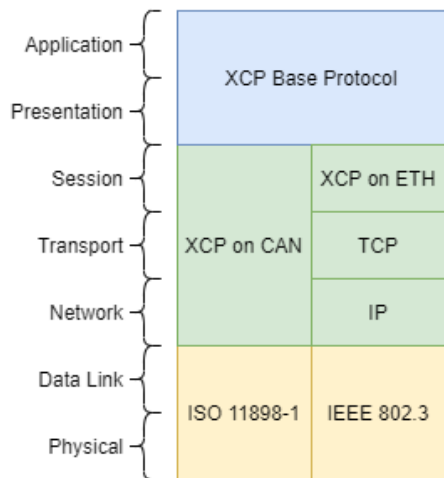 Application
XCP Base Protocol
Presentation
Session
XCP on ETH
Transport
XCP on CAN
TCP
Network
IP
Data Link
ISO 11898-1
IEEE 802.3
Physical